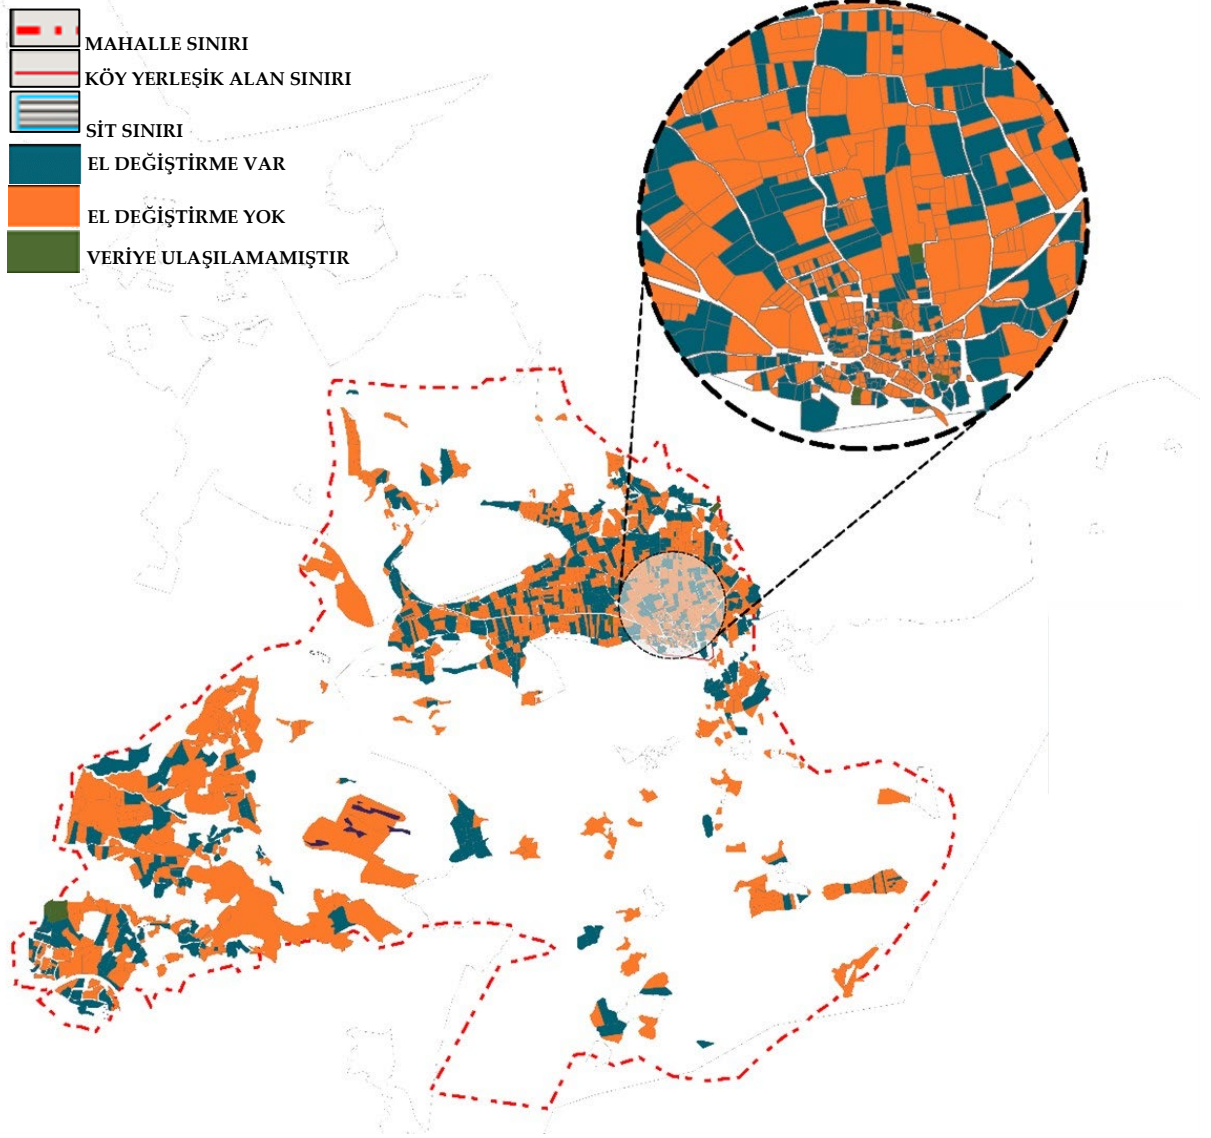 MAHALLE SINIRI
KÖY YERLEŞİK ALAN SINIRI
SİT SINIRI
EL DEĞİŞTİRME VAR
EL DEĞİŞTİRME YOK
VERİYE ULAŞILAMAMIŞTIR